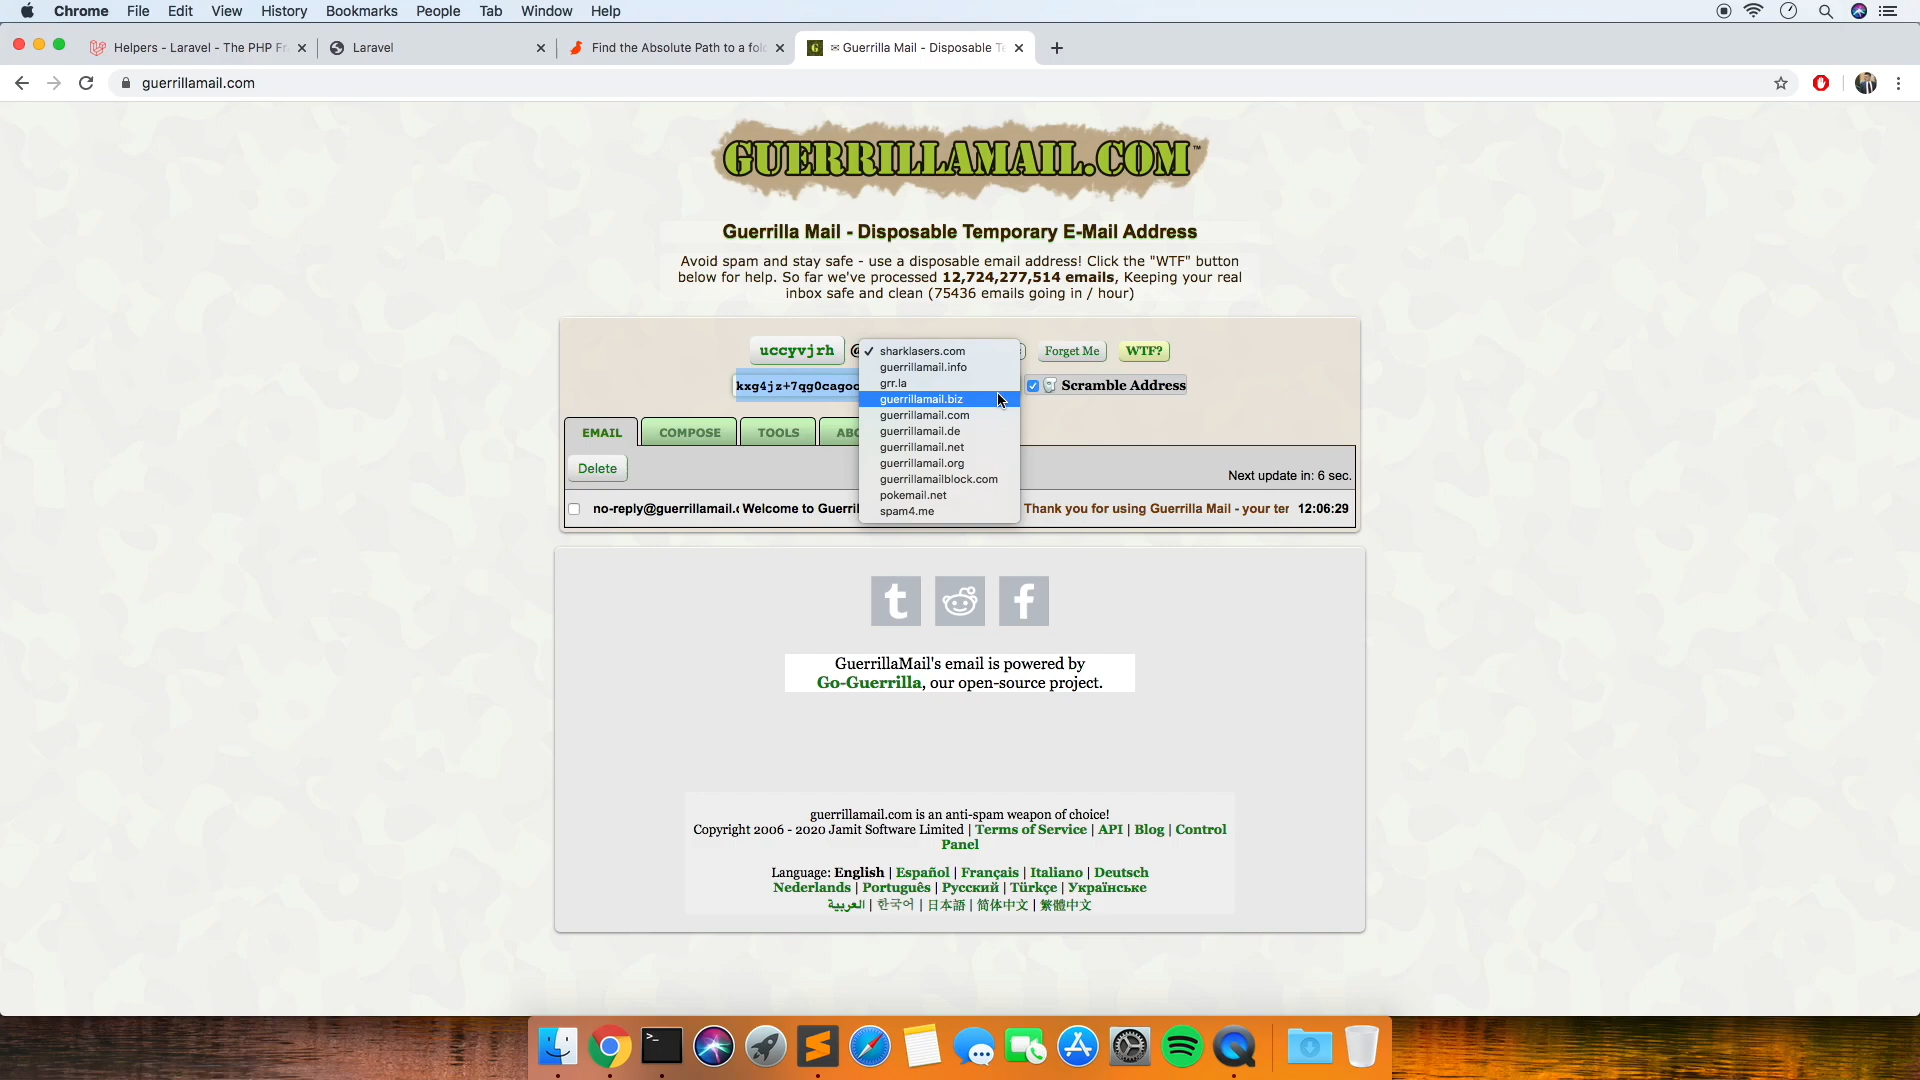 Chrome File Edit View History Bookmarks People Tab Window Help
Helpers - Laravel - The PHP Fr
Laravel
Find the Absolute Path to a fol
Guerrilla Mail - Disposable Te
guerrillamail.com
GUERRILLAMAIL.COM™
Guerrilla Mail - Disposable Temporary E-Mail Address
Avoid spam and stay safe - use a disposable email address! Click the "WTF" button
below for help. So far we've processed 12,724,277,514 emails, Keeping your real
inbox safe and clean (75436 emails going in / hour)
uccyvjrh @
Forget Me WTF?
kxg4jz+7qg0cagoc
Scramble Address
✓ sharklasers.com
guerrillamail.info
grr.la
guerrillamail.biz
guerrillamail.com
guerrillamail.de
guerrillamail.net
guerrillamail.org
guerrillamailblock.com
pokemail.net
spam4.me
EMAIL COMPOSE TOOLS ABO
Delete
Next update in: 6 sec.
no-reply@guerrillamail.c Welcome to Guerril Thank you for using Guerrilla Mail - your ter 12:06:29
GuerrillaMail's email is powered by
Go-Guerrilla, our open-source project.
guerrillamail.com is an anti-spam weapon of choice!
Copyright 2006 - 2020 Jamit Software Limited | Terms of Service | API | Blog | Control
Panel
Language: English | Español | Français | Italiano | Deutsch
Nederlands | Português | Русский | Türkçe | Українське
العربية | 한국어 | 日本語 | 简体中文 | 繁體中文